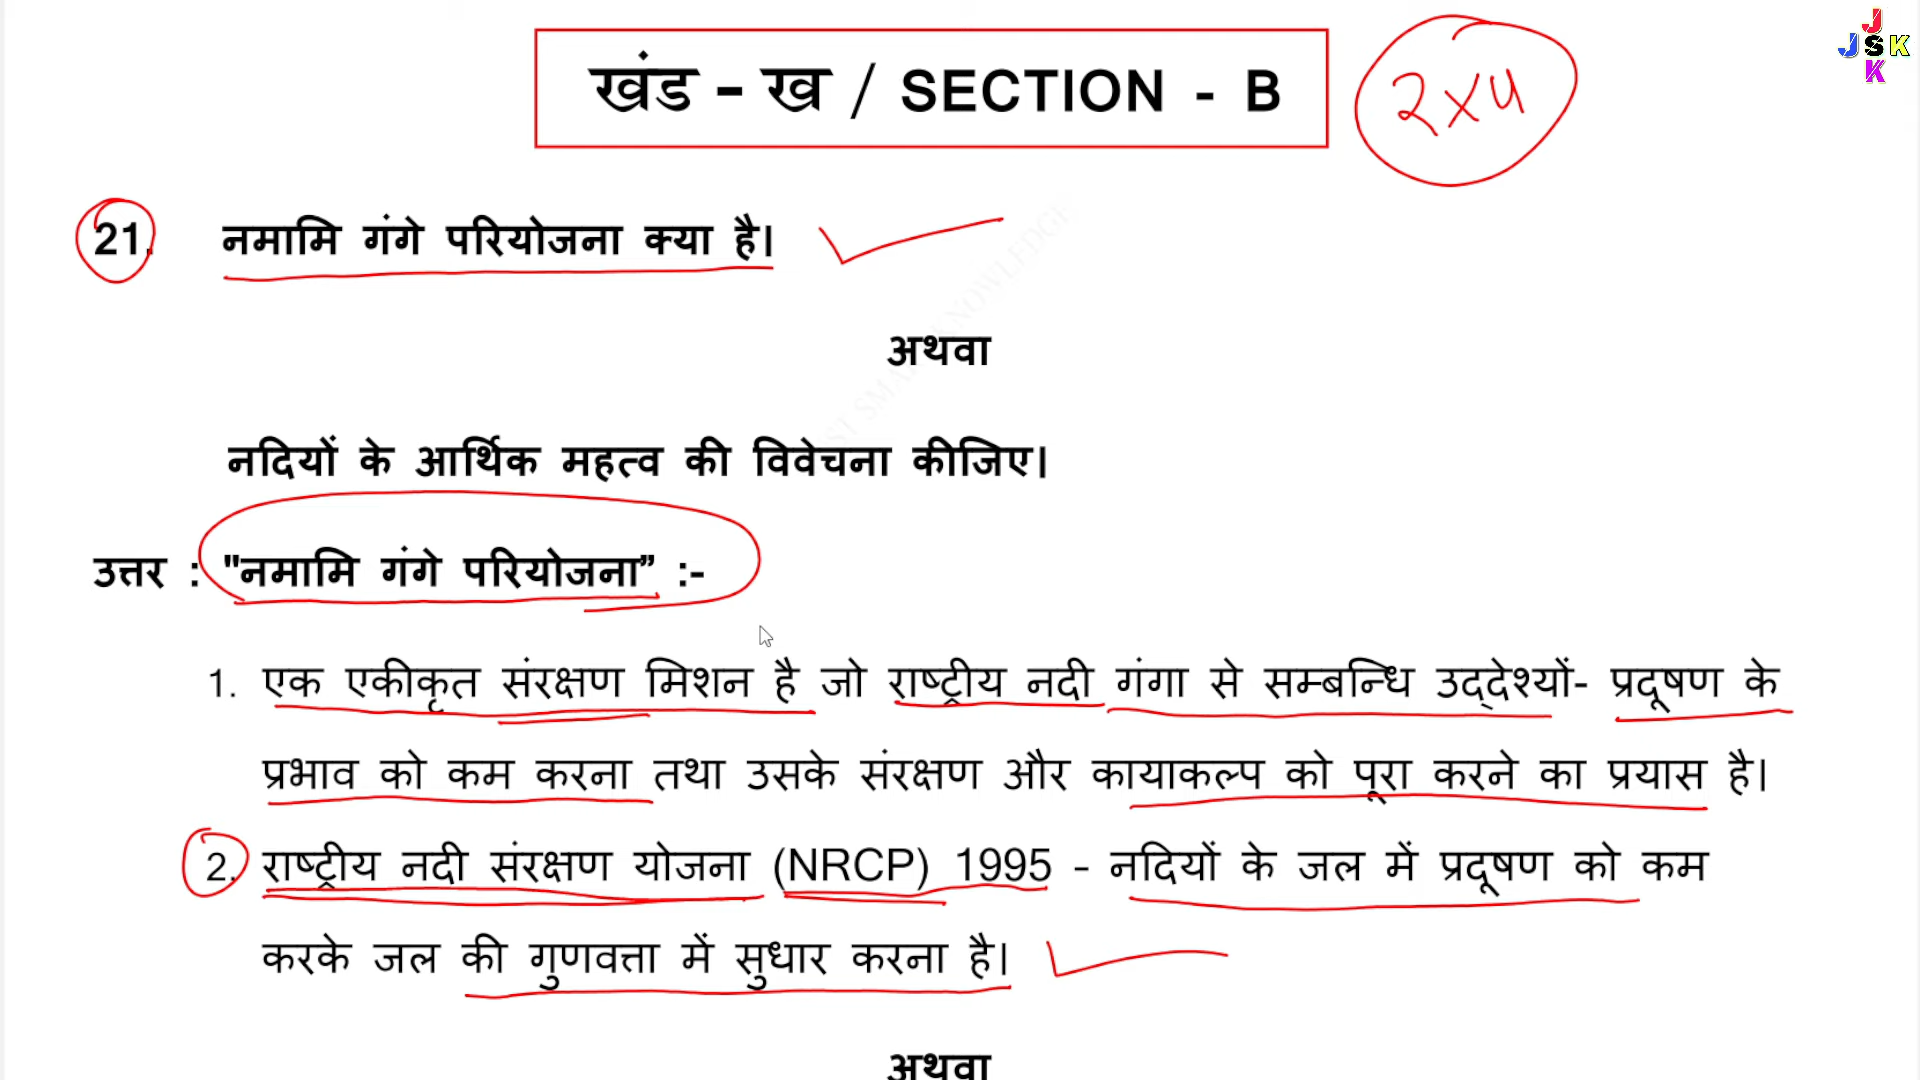 खंड - ख / SECTION - B
2x4
J
J S K
K
21. नमामि गंगे परियोजना क्या है।
अथवा
नदियों के आर्थिक महत्व की विवेचना कीजिए।
उत्तर : "नमामि गंगे परियोजना” :-
1. एक एकीकृत संरक्षण मिशन है जो राष्ट्रीय नदी गंगा से सम्बन्धि उद्देश्यों- प्रदूषण के
प्रभाव को कम करना तथा उसके संरक्षण और कायाकल्प को पूरा करने का प्रयास है।
2. राष्ट्रीय नदी संरक्षण योजना (NRCP) 1995 - नदियों के जल में प्रदूषण को कम
करके जल की गुणवत्ता में सुधार करना है।
अथवा